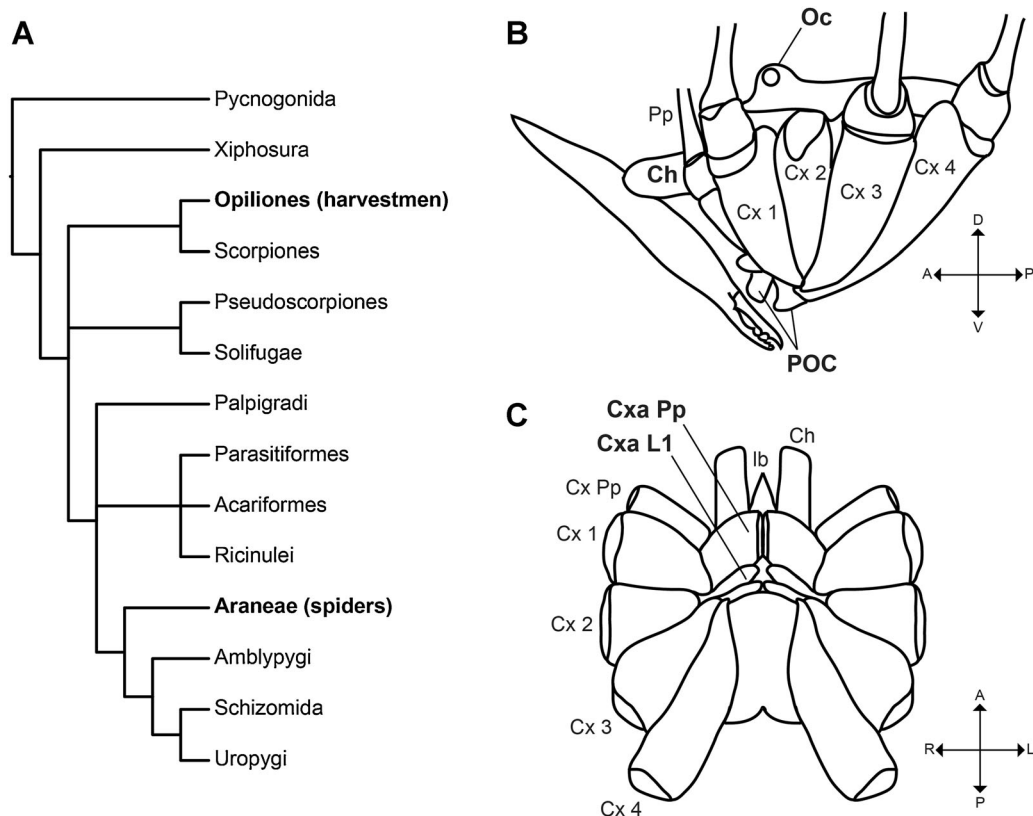 A
Pycnogonida
Xiphosura
Opiliones (harvestmen)
Scorpiones
Pseudoscorpiones
Solifugae
Palpigradi
Parasitiformes
Acariformes
Ricinulei
Araneae (spiders)
Amblypygi
Schizomida
Uropygi
B
Oc
Pp
Ch
Cx 1
Cx 2
Cx 3
Cx 4
POC
D
A
P
V
C
Cxa Pp
Cxa L1
lb
Ch
Cx Pp
Cx 1
Cx 2
Cx 3
Cx 4
A
R
L
P